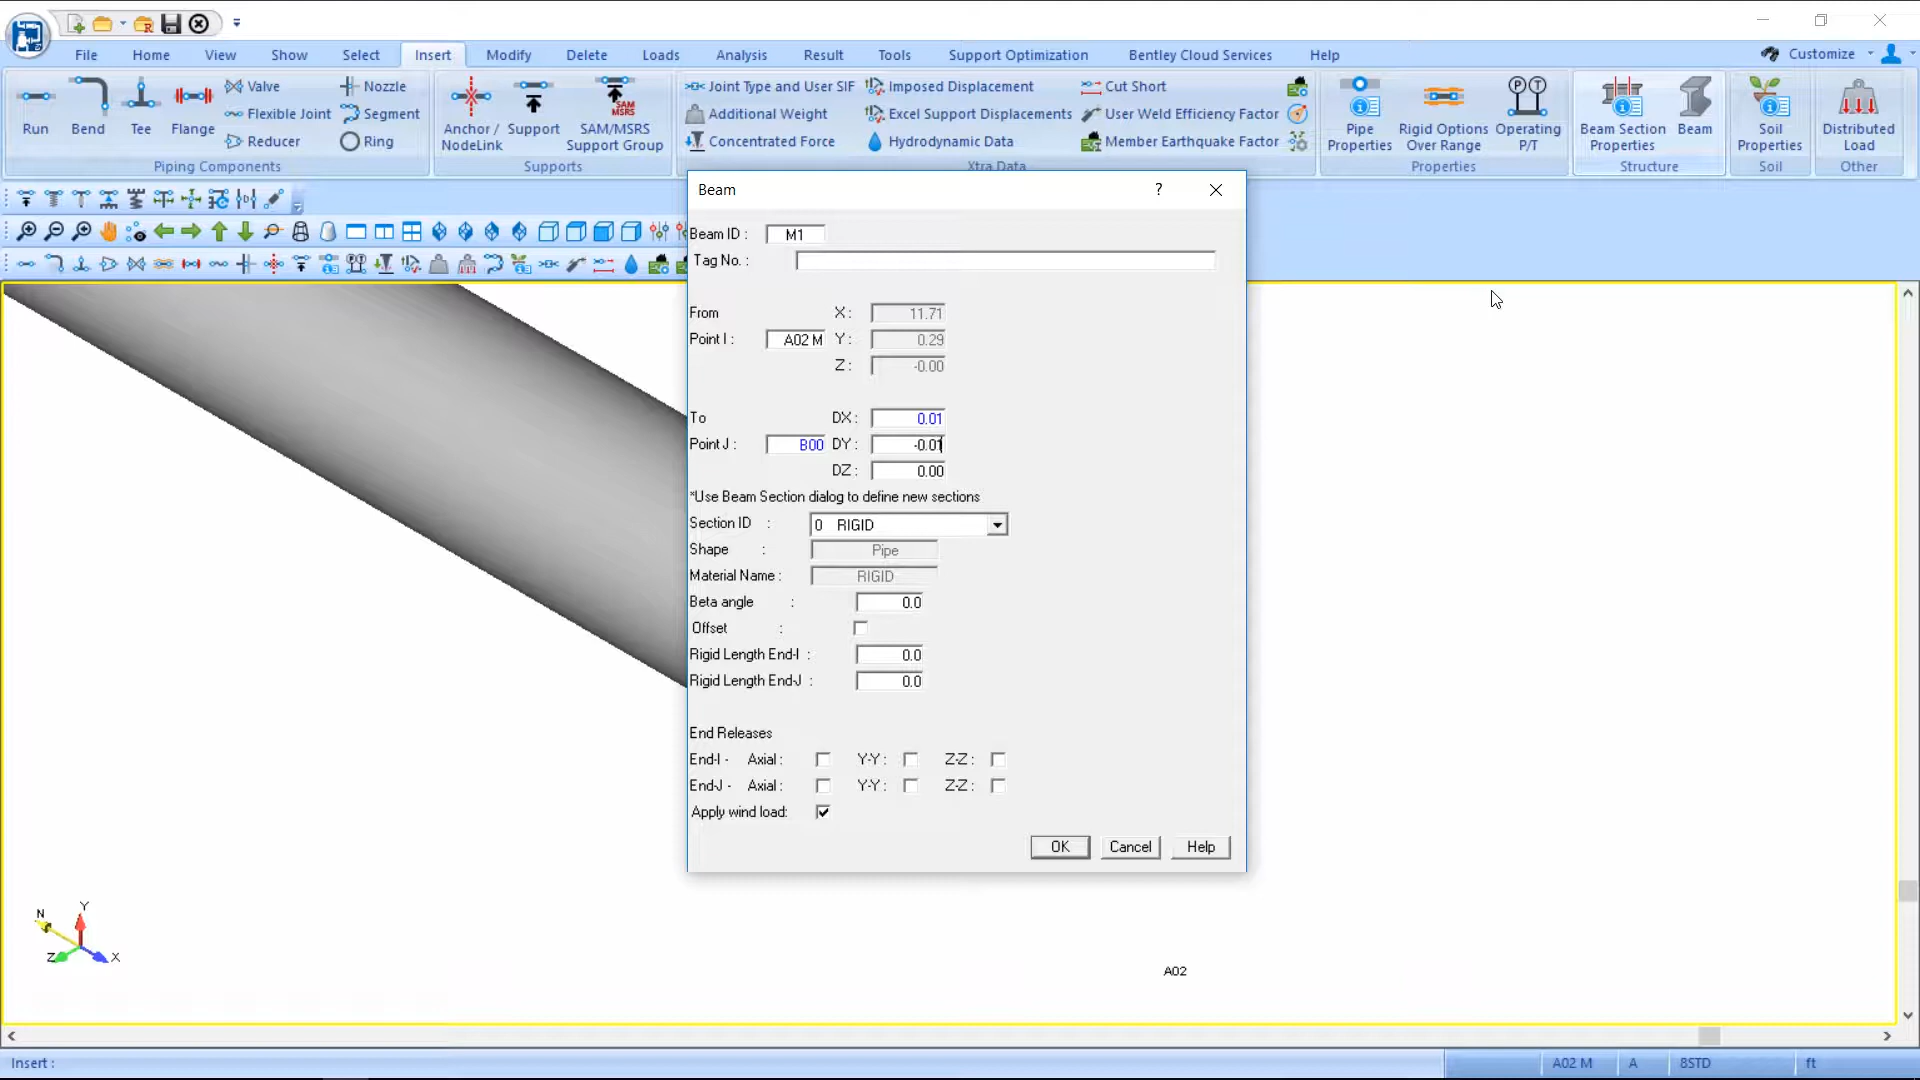 File Home View Show Select Insert Modify Delete Loads Analysis Result Tools Support Optimization Bentley Cloud Services Help Customize
Run Bend Tee Flange Valve Nozzle
Flexible Joint Segment
Reducer Ring
Piping Components
Anchor / NodeLink Support SAM/MSRS Support Group
SAM
MSRS
Supports
Joint Type and User SIF Imposed Displacement Cut Short
Additional Weight Excel Support Displacements User Weld Efficiency Factor
Concentrated Force Hydrodynamic Data Member Earthquake Factor
Xtra Data
Pipe Properties Rigid Options Over Range Operating P/T
P T
Properties
Beam Section Properties Beam
Structure
Soil Properties
Soil
Distributed Load
Other
Beam ?
Beam ID : M1
Tag No. :
From X : 11.71
Point I : A02 M Y : 0.29
Z : -0.00
To DX : 0.01
Point J : B00 DY : -0.01
DZ : 0.00
*Use Beam Section dialog to define new sections
Section ID : 0 RIGID
Shape : Pipe
Material Name : RIGID
Beta angle : 0.0
Offset :
Rigid Length End-I : 0.0
Rigid Length End-J : 0.0
End Releases
End-I - Axial : Y-Y : Z-Z :
End-J - Axial : Y-Y : Z-Z :
Apply wind load:
OK Cancel Help
N Y Z X
A02
Insert : A02 M A 8STD ft